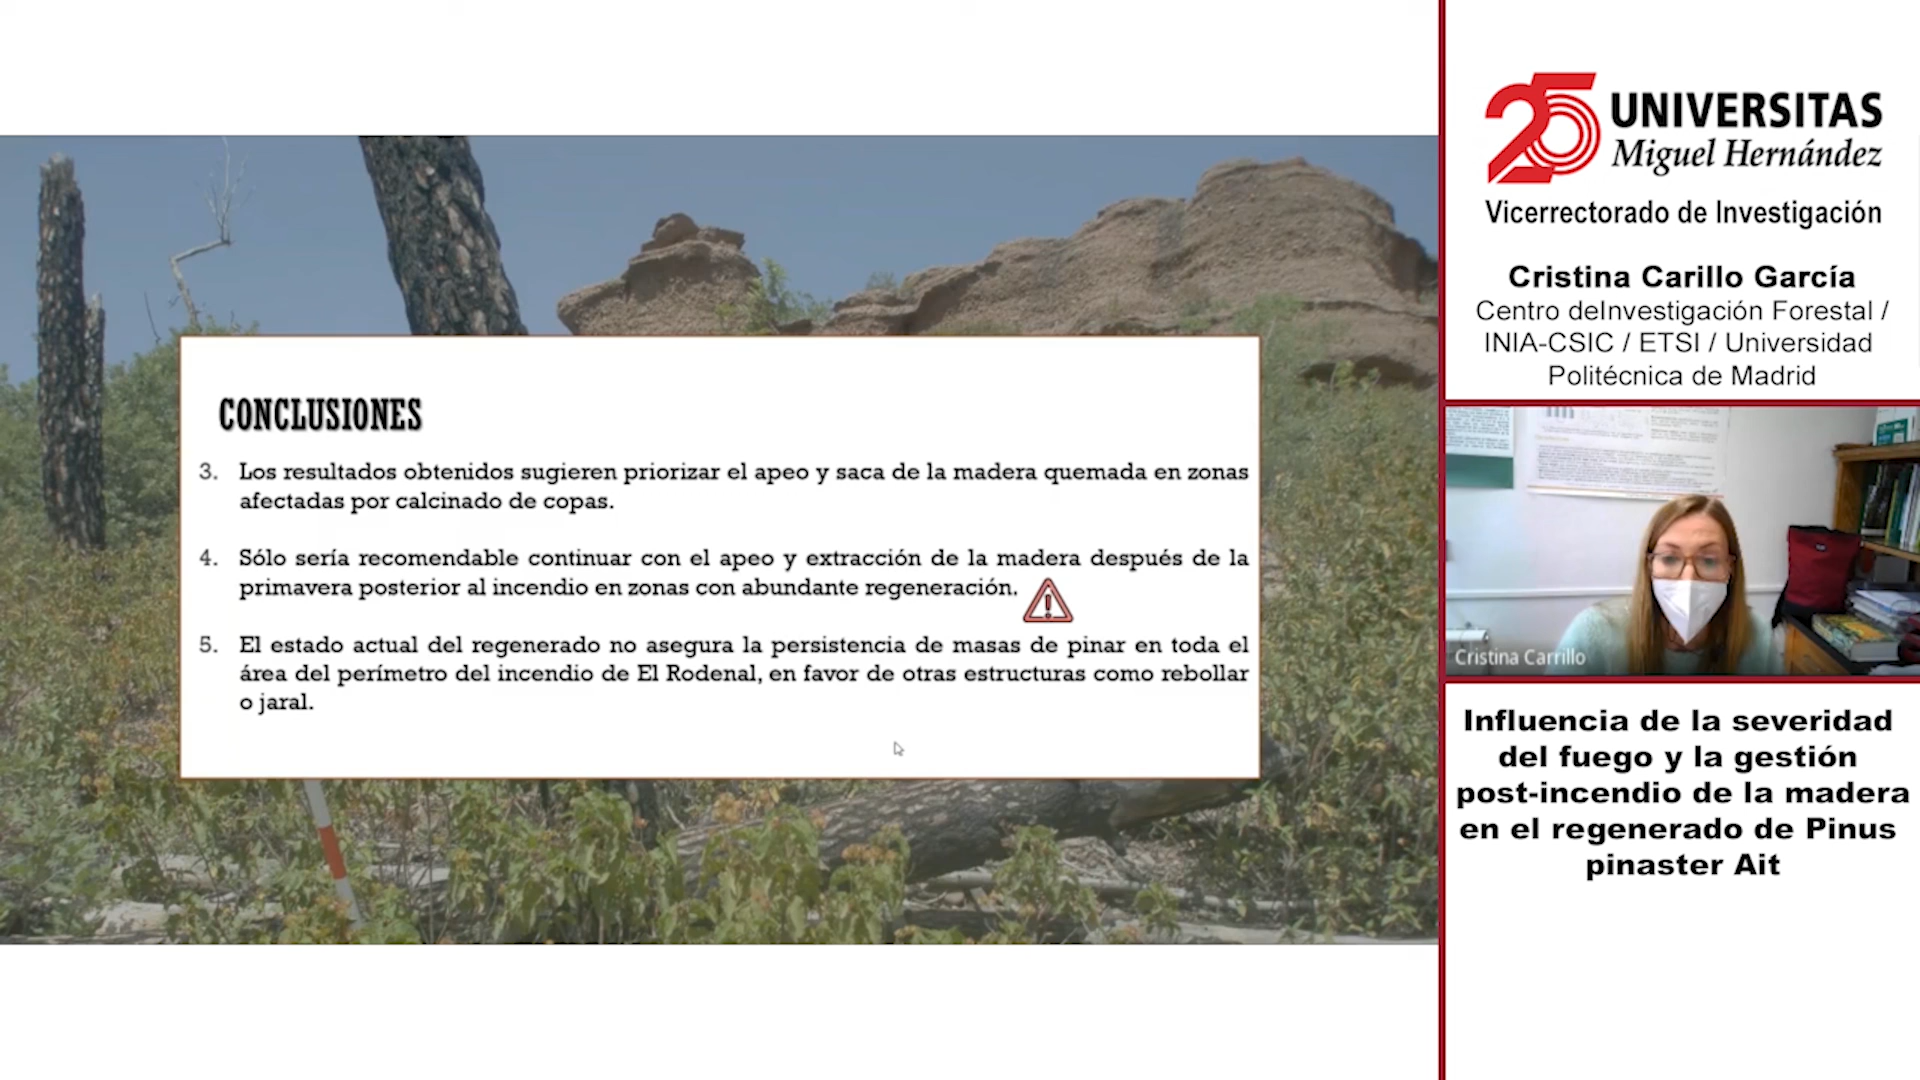 CONCLUSIONES
3. Los resultados obtenidos sugieren priorizar el apeo y saca de la madera quemada en zonas
afectadas por calcinado de copas.
4. Sólo sería recomendable continuar con el apeo y extracción de la madera después de la
primavera posterior al incendio en zonas con abundante regeneración.
5. El estado actual del regenerado no asegura la persistencia de masas de pinar en toda el
área del perímetro del incendio de El Rodenal, en favor de otras estructuras como rebollar
o jaral.
25 UNIVERSITAS
Miguel Hernández
Vicerrectorado de Investigación
Cristina Carillo García
Centro deInvestigación Forestal /
INIA-CSIC / ETSI / Universidad
Politécnica de Madrid
Cristina Carrillo
Influencia de la severidad
del fuego y la gestión
post-incendio de la madera
en el regenerado de Pinus
pinaster Ait